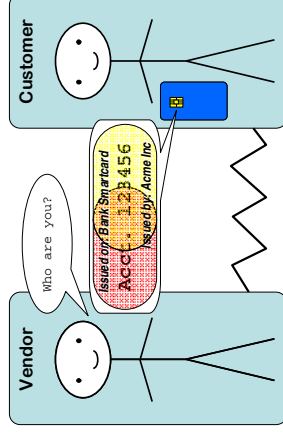 Vendor
Customer
Who are you?
Issued on: Bank Smartcard
Acct. 123456
Issued by: Acme Inc